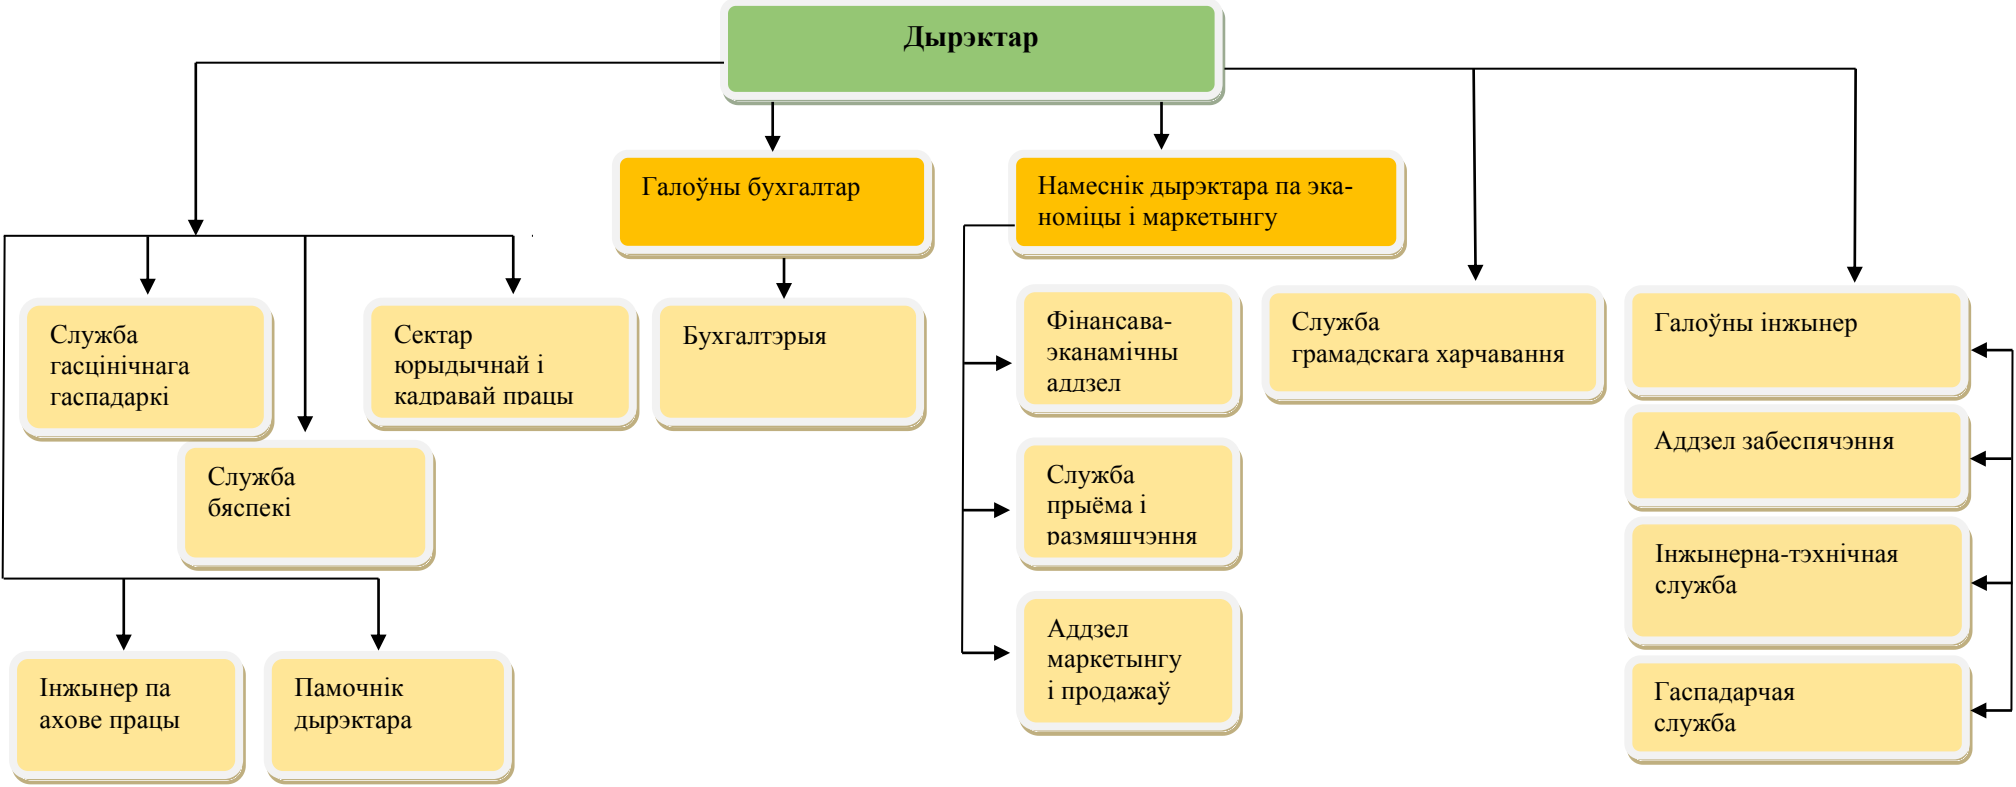 Дырэктар
Галоўны бухгалтар
Намеснік дырэктара па эка-
номіцы і маркетынгу
Служба
гасцінічнага
гаспадаркі
Сектар
юрыдычнай і
кадравай працы
Бухгалтэрыя
Фінансава-
эканамічны
аддзел
Служба
грамадскага харчавання
Галоўны інжынер
Служба
бяспекі
Служба
прыёма і
размяшчэння
Аддзел забеспячэння
Інжынерна-тэхнічная
служба
Інжынер па
ахове працы
Памочнік
дырэктара
Аддзел
маркетынгу
і продажаў
Гаспадарчая
служба